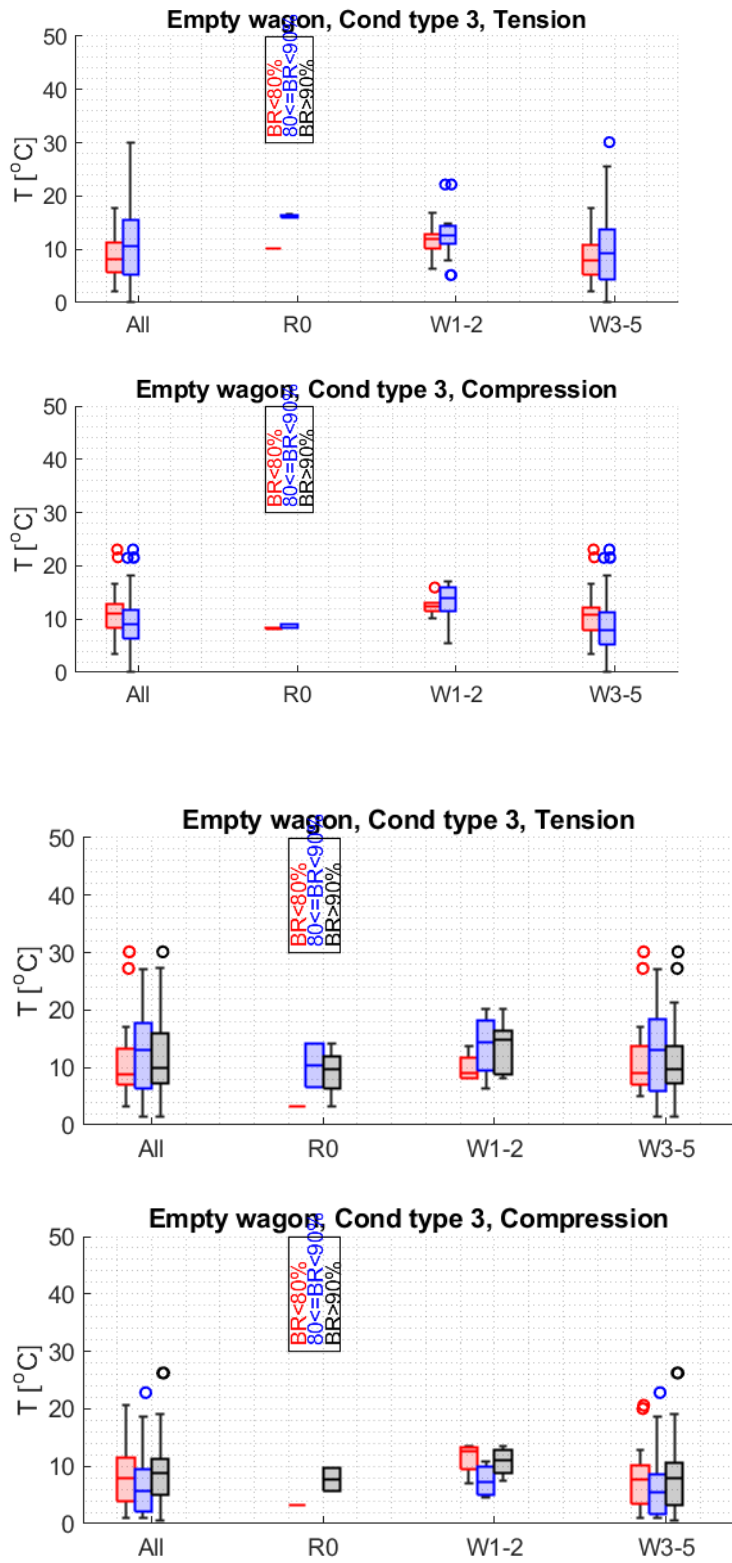 Empty wagon, Cond type 3, Tension
50
40
30
20
10
0
T [°C]
BR<80%
80<=BR<90%
BR>90%
All
R0
W1-2
W3-5
Empty wagon, Cond type 3, Compression
50
40
30
20
10
0
T [°C]
BR<80%
80<=BR<90%
BR>90%
All
R0
W1-2
W3-5
Empty wagon, Cond type 3, Tension
50
40
30
20
10
0
T [°C]
BR<80%
80<=BR<90%
BR>90%
All
R0
W1-2
W3-5
Empty wagon, Cond type 3, Compression
50
40
30
20
10
0
T [°C]
BR<80%
80<=BR<90%
BR>90%
All
R0
W1-2
W3-5